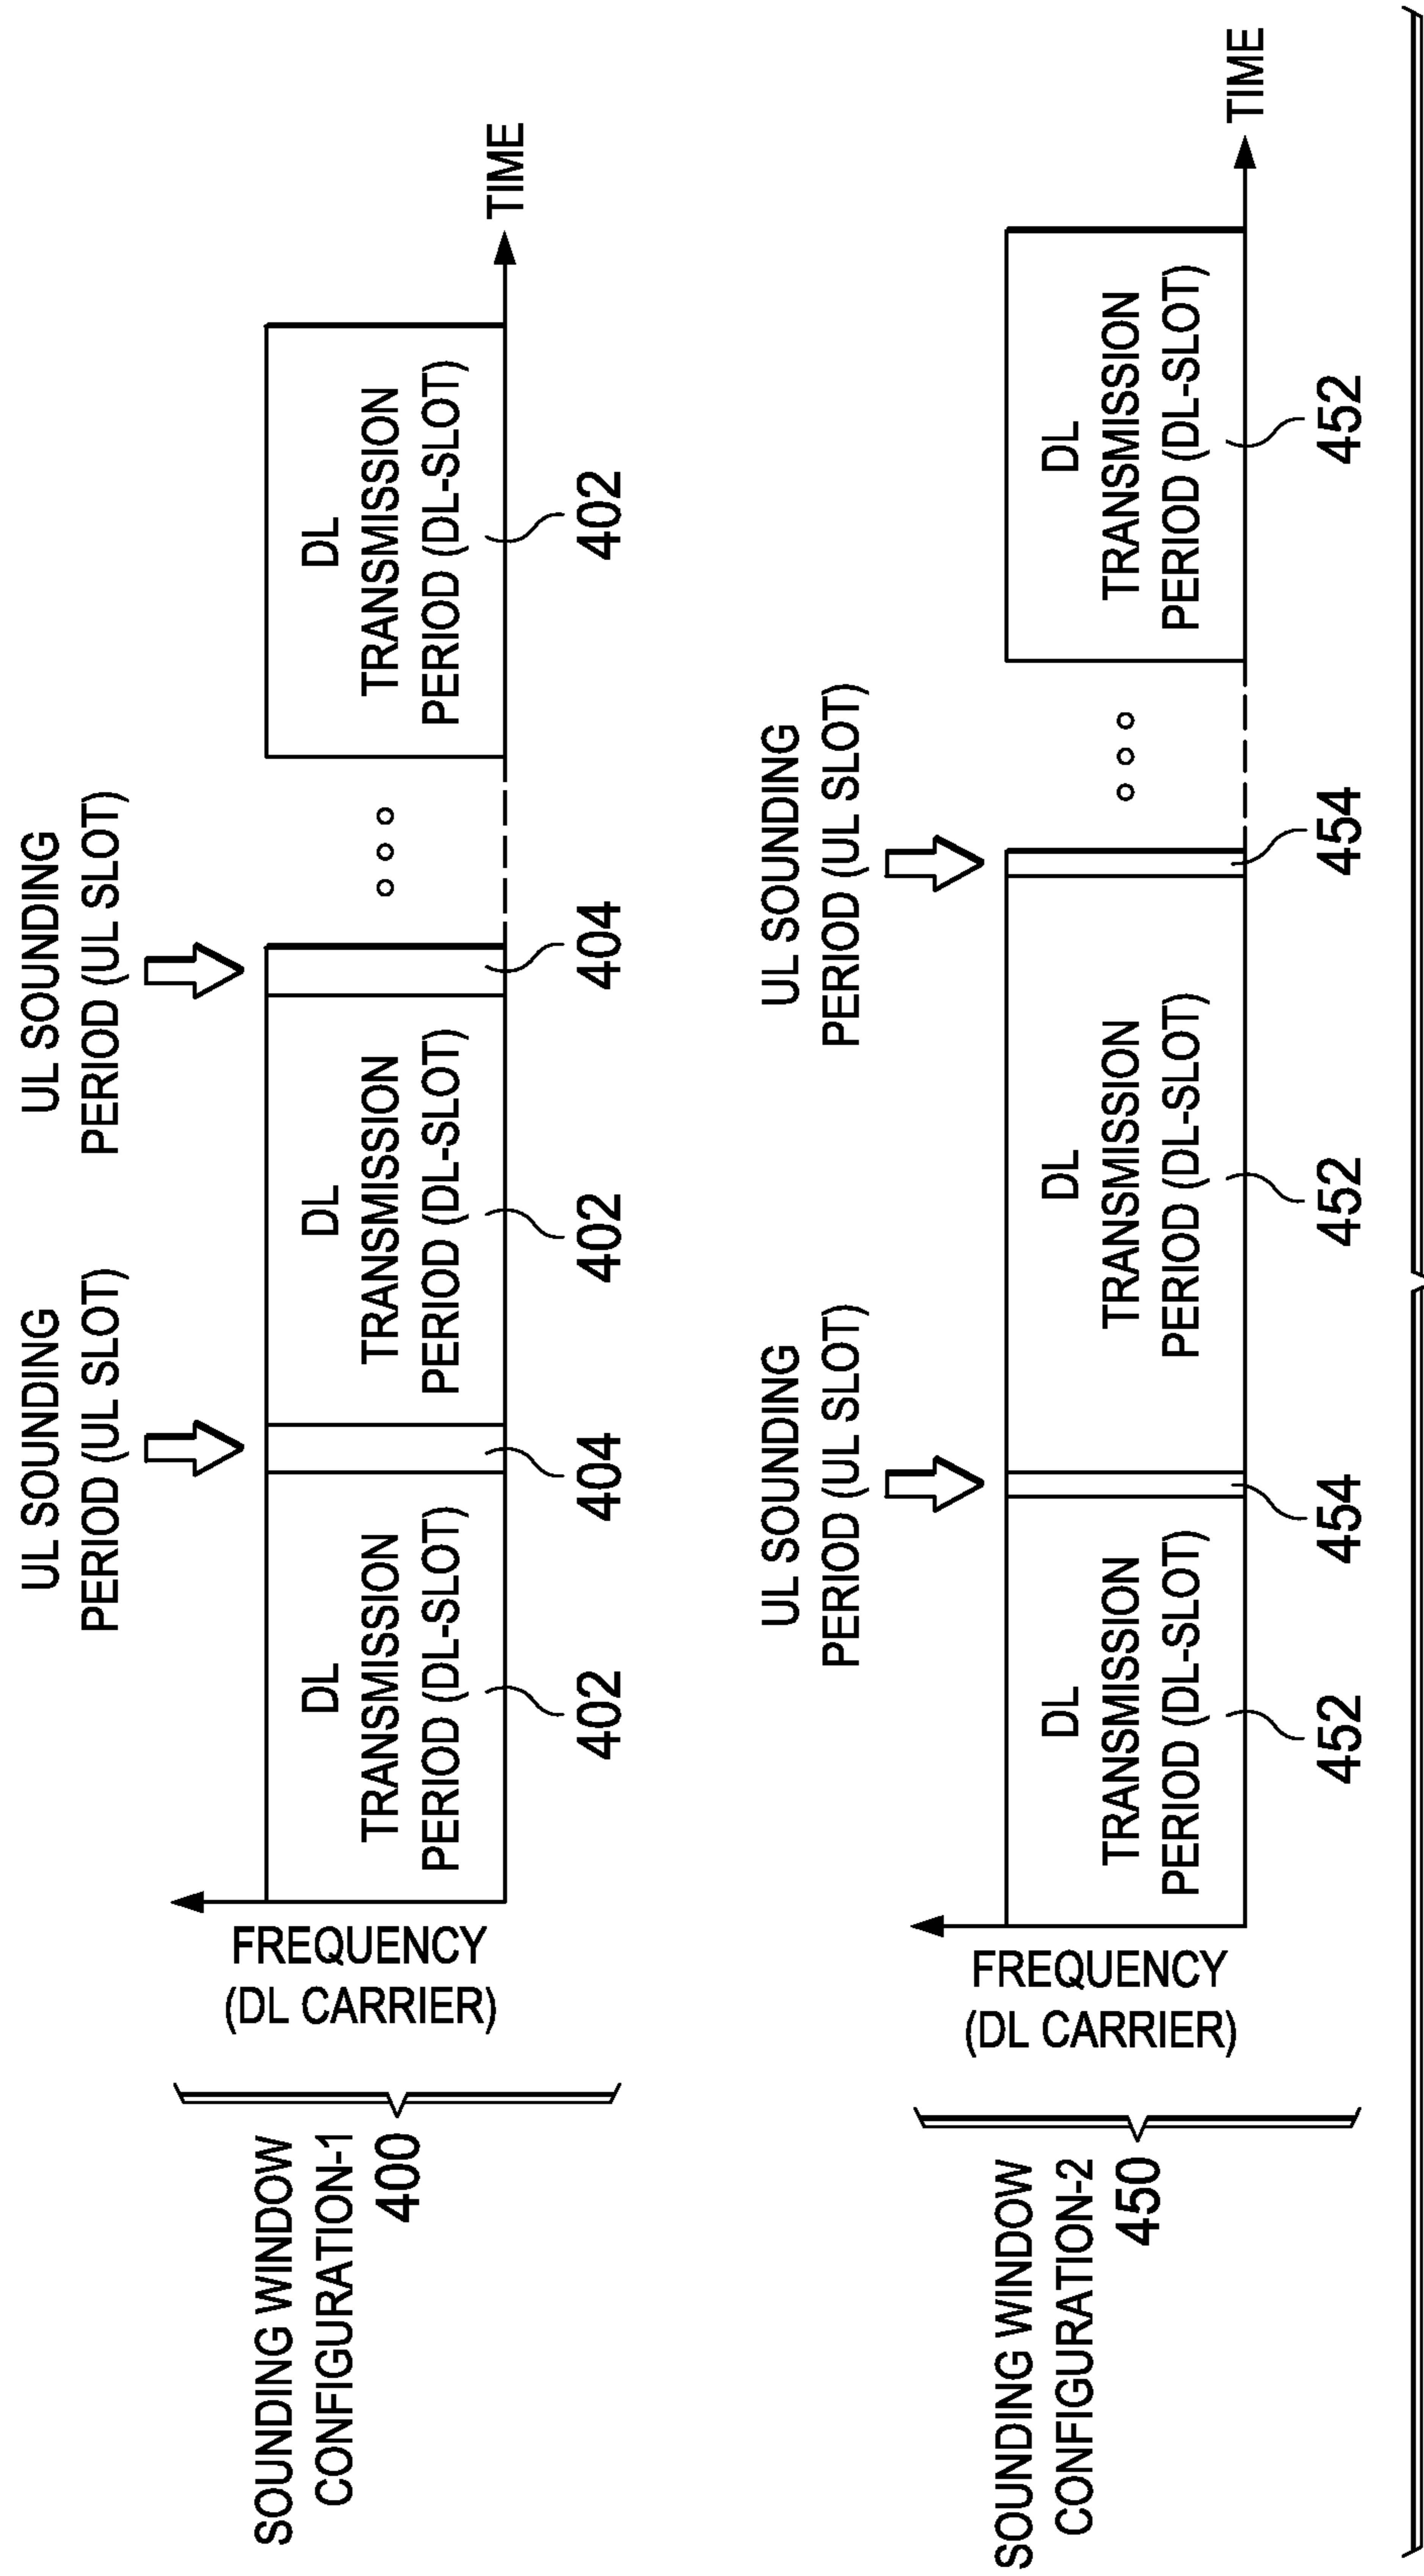 SOUNDING WINDOW
CONFIGURATION-1
400
FREQUENCY
(DL CARRIER)
UL SOUNDING
PERIOD (UL SLOT)
UL SOUNDING
PERIOD (UL SLOT)
DL
TRANSMISSION
PERIOD (DL-SLOT)
402
404
DL
TRANSMISSION
PERIOD (DL-SLOT)
402
404
DL
TRANSMISSION
PERIOD (DL-SLOT)
402
TIME
SOUNDING WINDOW
CONFIGURATION-2
450
FREQUENCY
(DL CARRIER)
UL SOUNDING
PERIOD (UL SLOT)
UL SOUNDING
PERIOD (UL SLOT)
DL
TRANSMISSION
PERIOD (DL-SLOT)
452
454
DL
TRANSMISSION
PERIOD (DL-SLOT)
452
454
DL
TRANSMISSION
PERIOD (DL-SLOT)
452
TIME